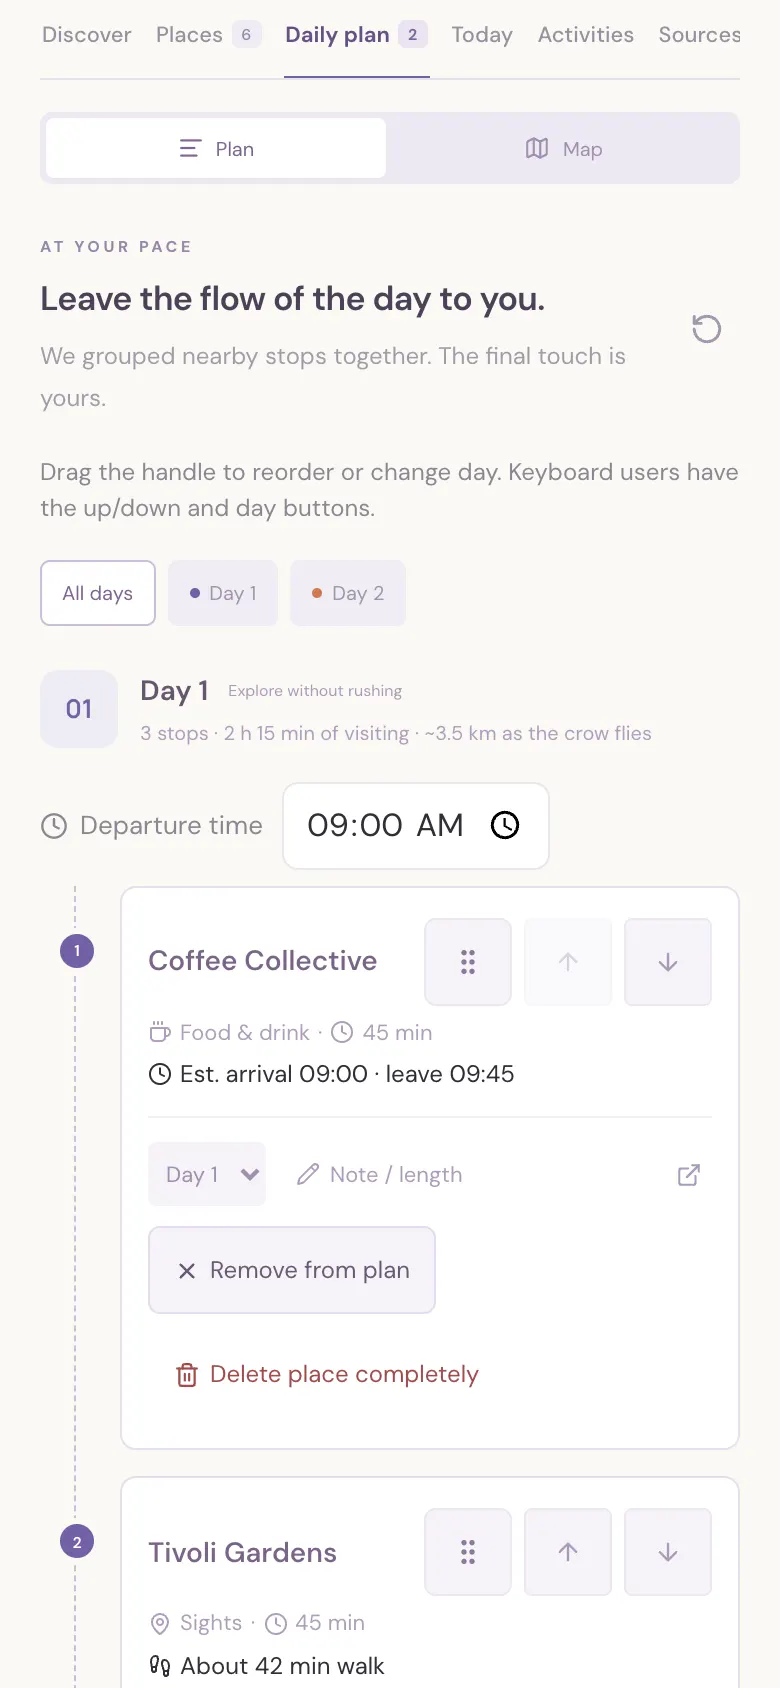 Discover Places 6 Daily plan 2 Today Activities Sources
Plan Map
AT YOUR PACE
Leave the flow of the day to you.
We grouped nearby stops together. The final touch is
yours.
Drag the handle to reorder or change day. Keyboard users have
the up/down and day buttons.
All days Day 1 Day 2
01
Day 1 Explore without rushing
3 stops · 2 h 15 min of visiting · ~3.5 km as the crow flies
Departure time 09:00 AM
1
Coffee Collective
Food & drink · 45 min
Est. arrival 09:00 · leave 09:45
Day 1 Note / length
Remove from plan
Delete place completely
2
Tivoli Gardens
Sights · 45 min
About 42 min walk